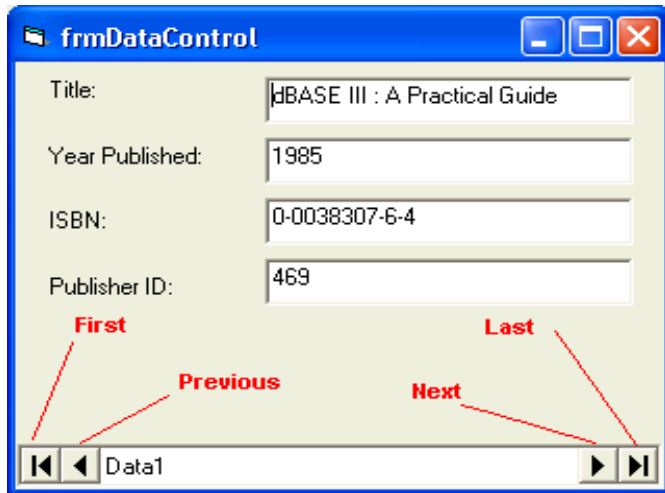 frmDataControl
Title:
dBASE III : A Practical Guide
Year Published:
1985
ISBN:
0-0038307-6-4
Publisher ID:
469
First
Last
Previous
Next
Data1